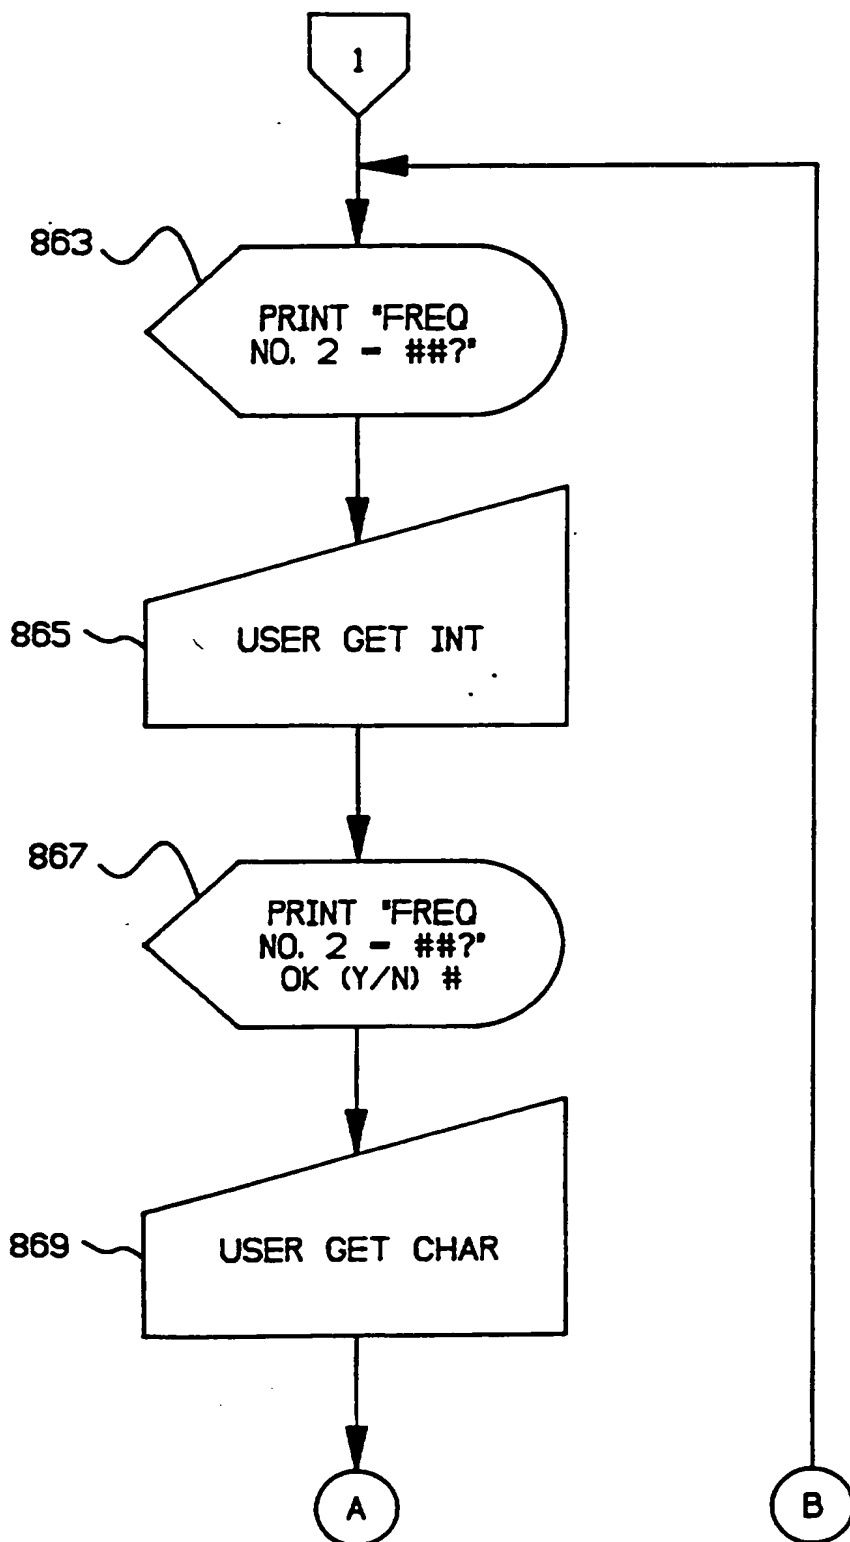 1
863
PRINT "FREQ
NO. 2 - ##?"
865
USER GET INT
867
PRINT "FREQ
NO. 2 - ##?"
OK (Y/N) #
869
USER GET CHAR
A
B